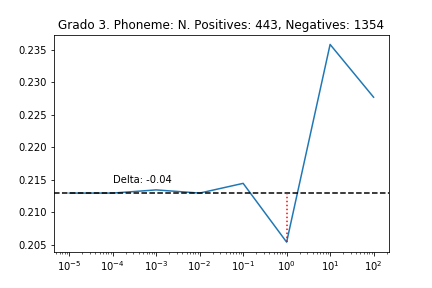 Grado 3. Phoneme: N. Positives: 443, Negatives: 1354
0.235
0.230
0.225
0.220
0.215
0.210
0.205
Delta: -0.04
10⁻⁵ 10⁻⁴ 10⁻³ 10⁻² 10⁻¹ 10⁰ 10¹ 10²